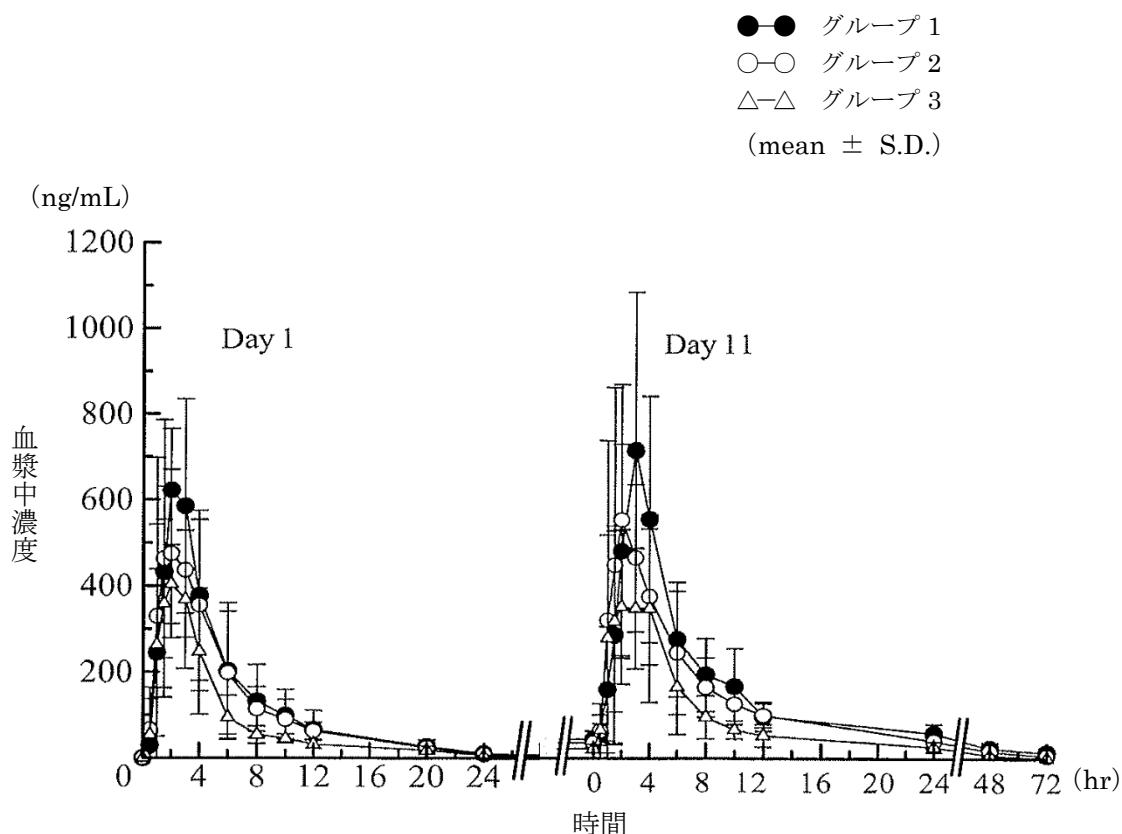 グループ 1
グループ 2
グループ 3
(mean ± S.D.)
(ng/mL)
1200
1000
800
600
400
200
0
血漿中濃度
Day 1
Day 11
4 8 12 16 20 24 0 4 8 12 16 20 24 48 72 (hr)
時間